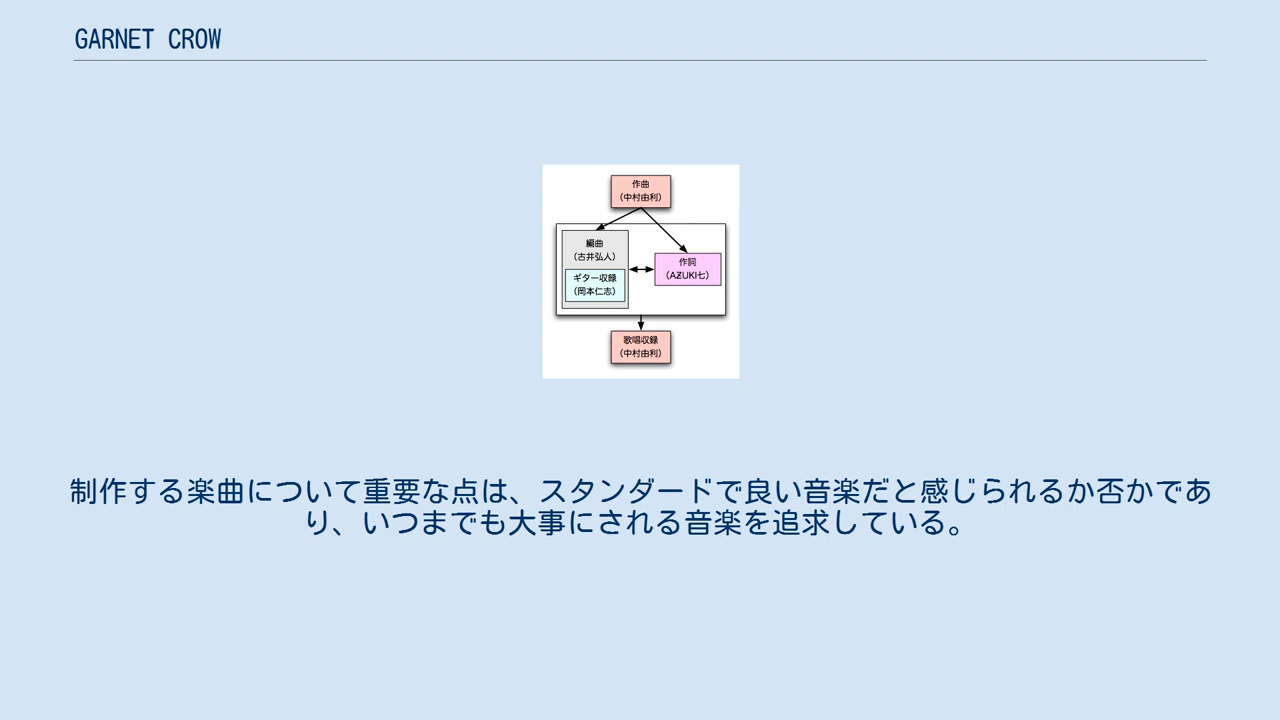 GARNET CROW
作曲
(中村由利)
編曲
(古井弘人)
ギター収録
(岡本仁志)
作詞
(AZUKI七)
歌唱収録
(中村由利)
制作する楽曲について重要な点は、スタンダードで良い音楽だと感じられるか否かであ
り、いつまでも大事にされる音楽を追求している。